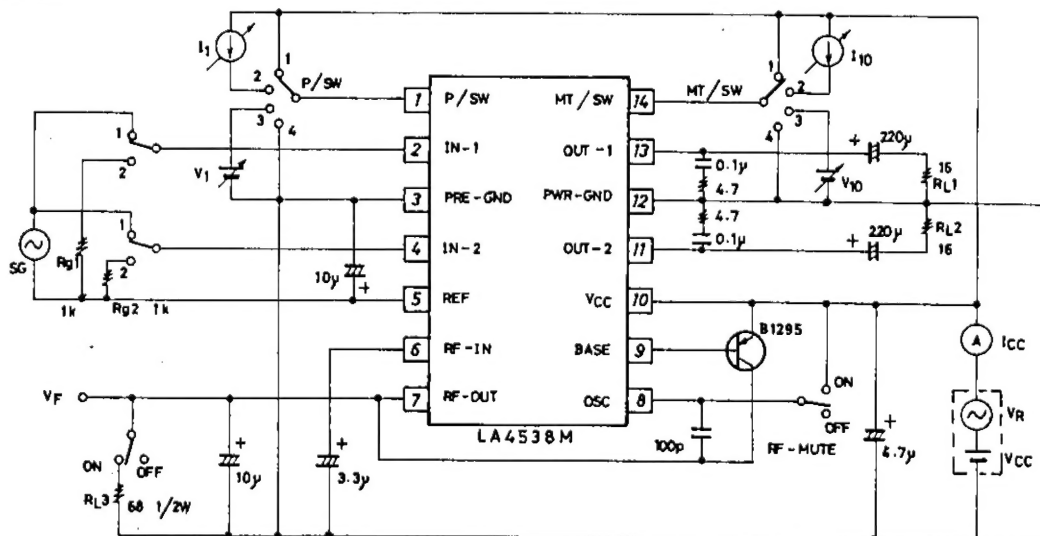 I1
1
2
P/SW
3
4
V1
1
2
SG
Rg1
1k
1
2
Rg2
1k
10µ
+
1 P/SW
2 IN-1
3 PRE-GND
4 IN-2
5 REF
6 RF-IN
7 RF-OUT
MT/SW 14
OUT-1 13
PWR-GND 12
OUT-2 11
VCC 10
BASE 9
OSC 8
LA4538M
MT/SW
1
2
3
4
I10
V10
0.1µ
4.7
4.7
0.1µ
+ 220µ
16
RL1
RL2
16
220µ
+
B1295
ON
OFF
RF-MUTE
100p
+
4.7µ
A ICC
VR
VCC
VF
ON
OFF
RL3
68 1/2W
+
10µ
+
3.3µ